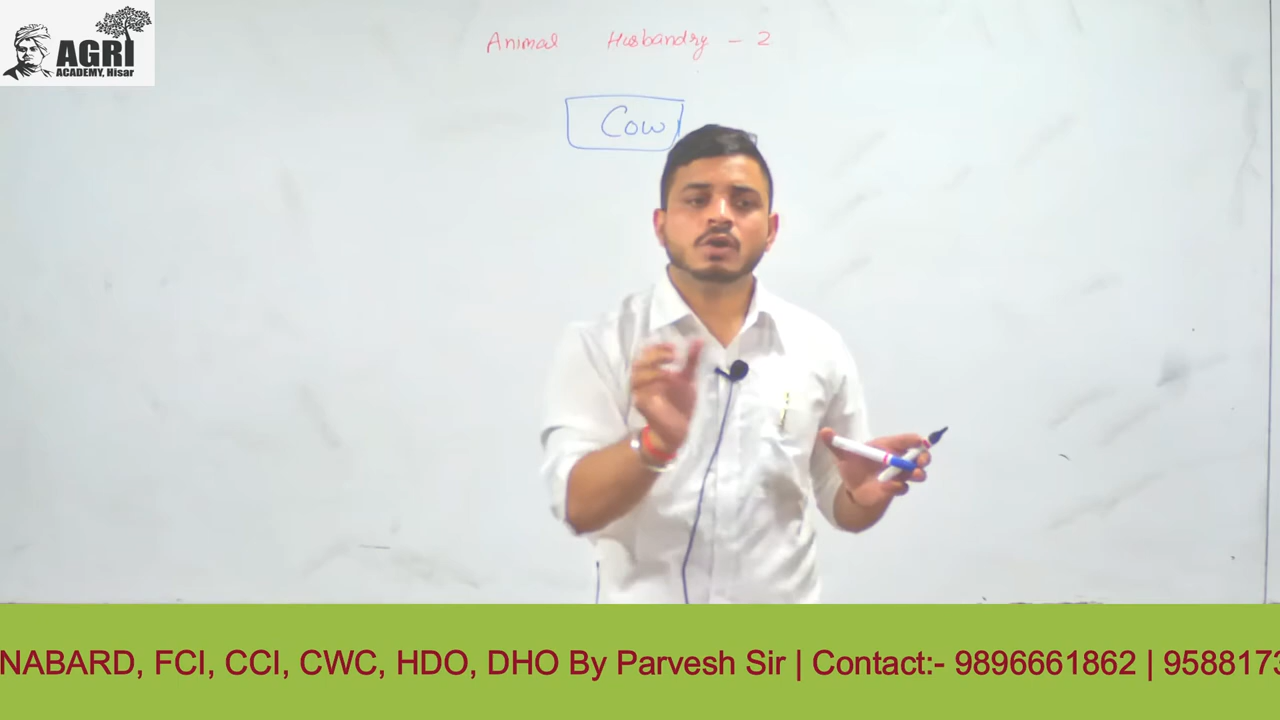 AGRI
ACADEMY, Hisar
Animal Husbandry - 2
Cow
NABARD, FCI, CCI, CWC, HDO, DHO By Parvesh Sir | Contact:- 9896661862 | 958817